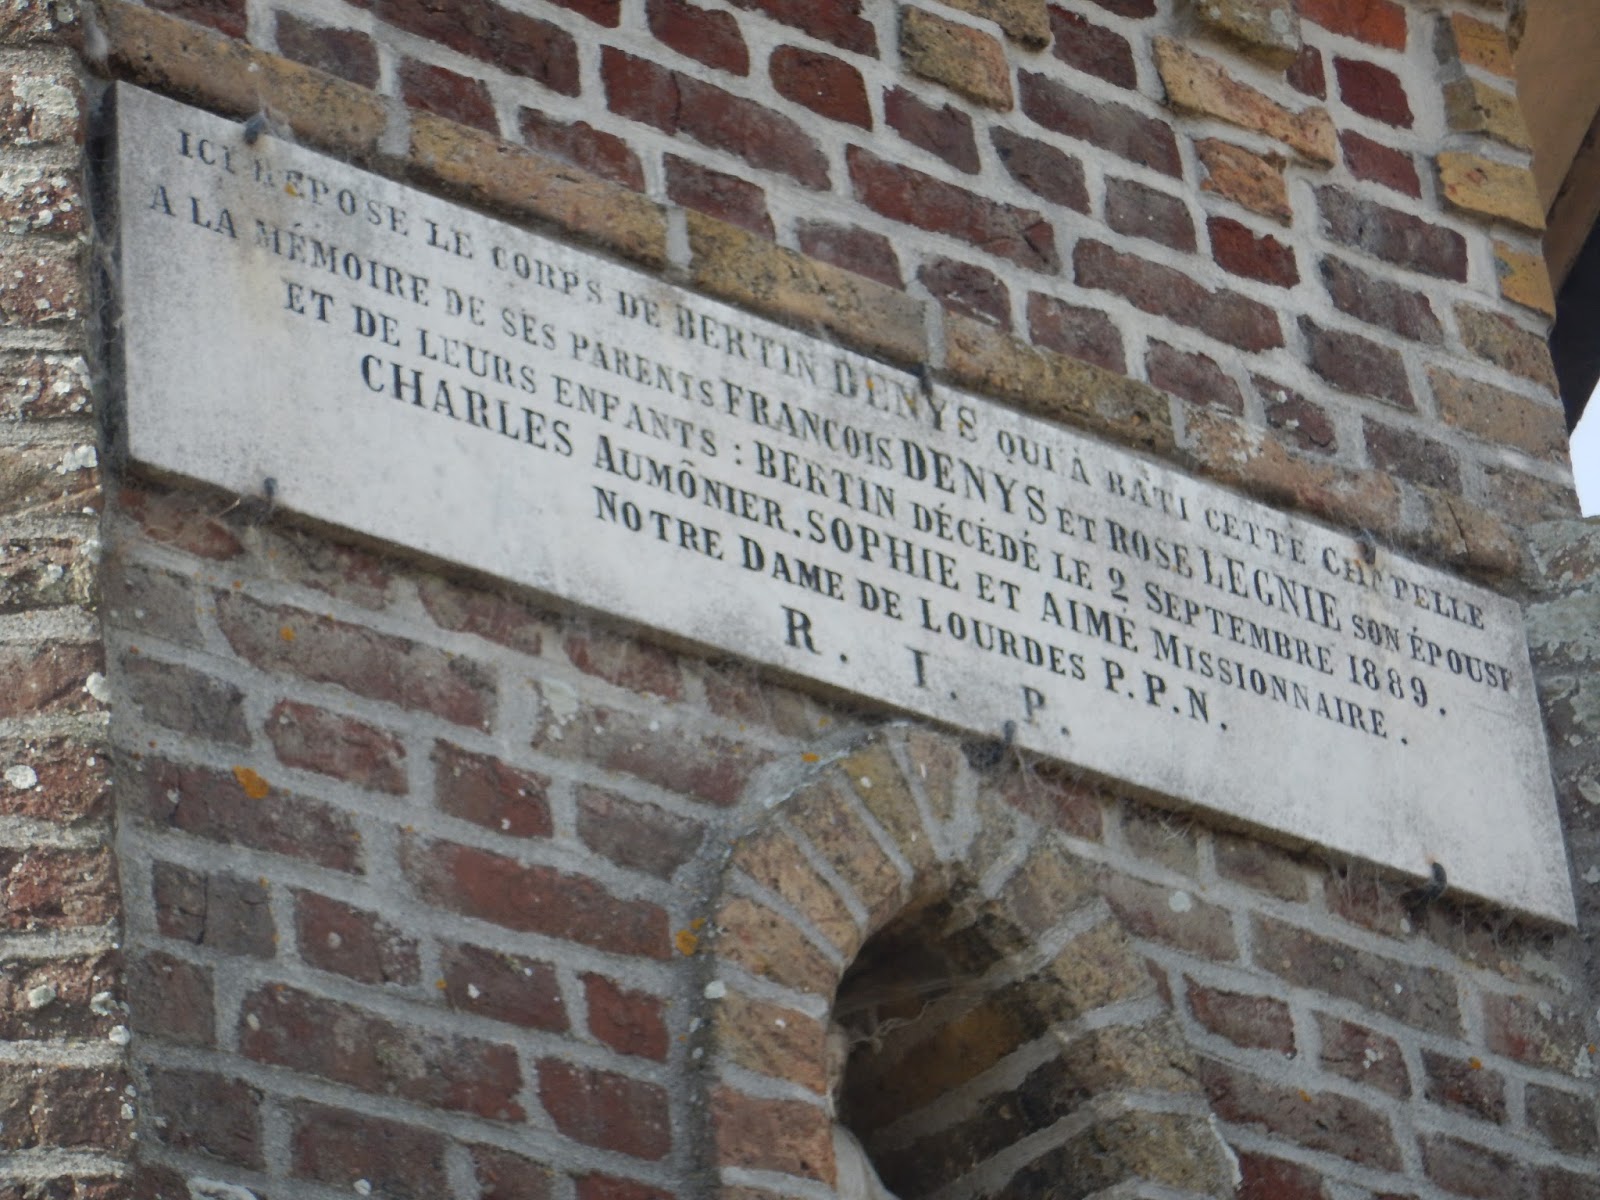 ICI REPOSE LE CORPS DE BERTIN DENYS QUI À BÂTI CETTE CHAPELLE
A LA MÉMOIRE DE SES PARENTS FRANÇOIS DENYS ET ROSE LEGNIE SON ÉPOUSE
ET DE LEURS ENFANTS : BERTIN DÉCÉDÉ LE 2 SEPTEMBRE 1889.
CHARLES AUMÔNIER. SOPHIE ET AIMÉ MISSIONNAIRE.
NOTRE DAME DE LOURDES P.P.N.
R. I. P.